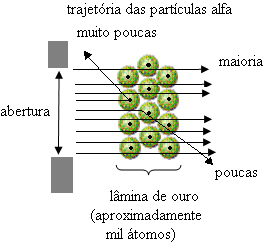 trajetória das partículas alfa
muito poucas
maioria
abertura
poucas
lâmina de ouro
(aproximadamente
mil átomos)